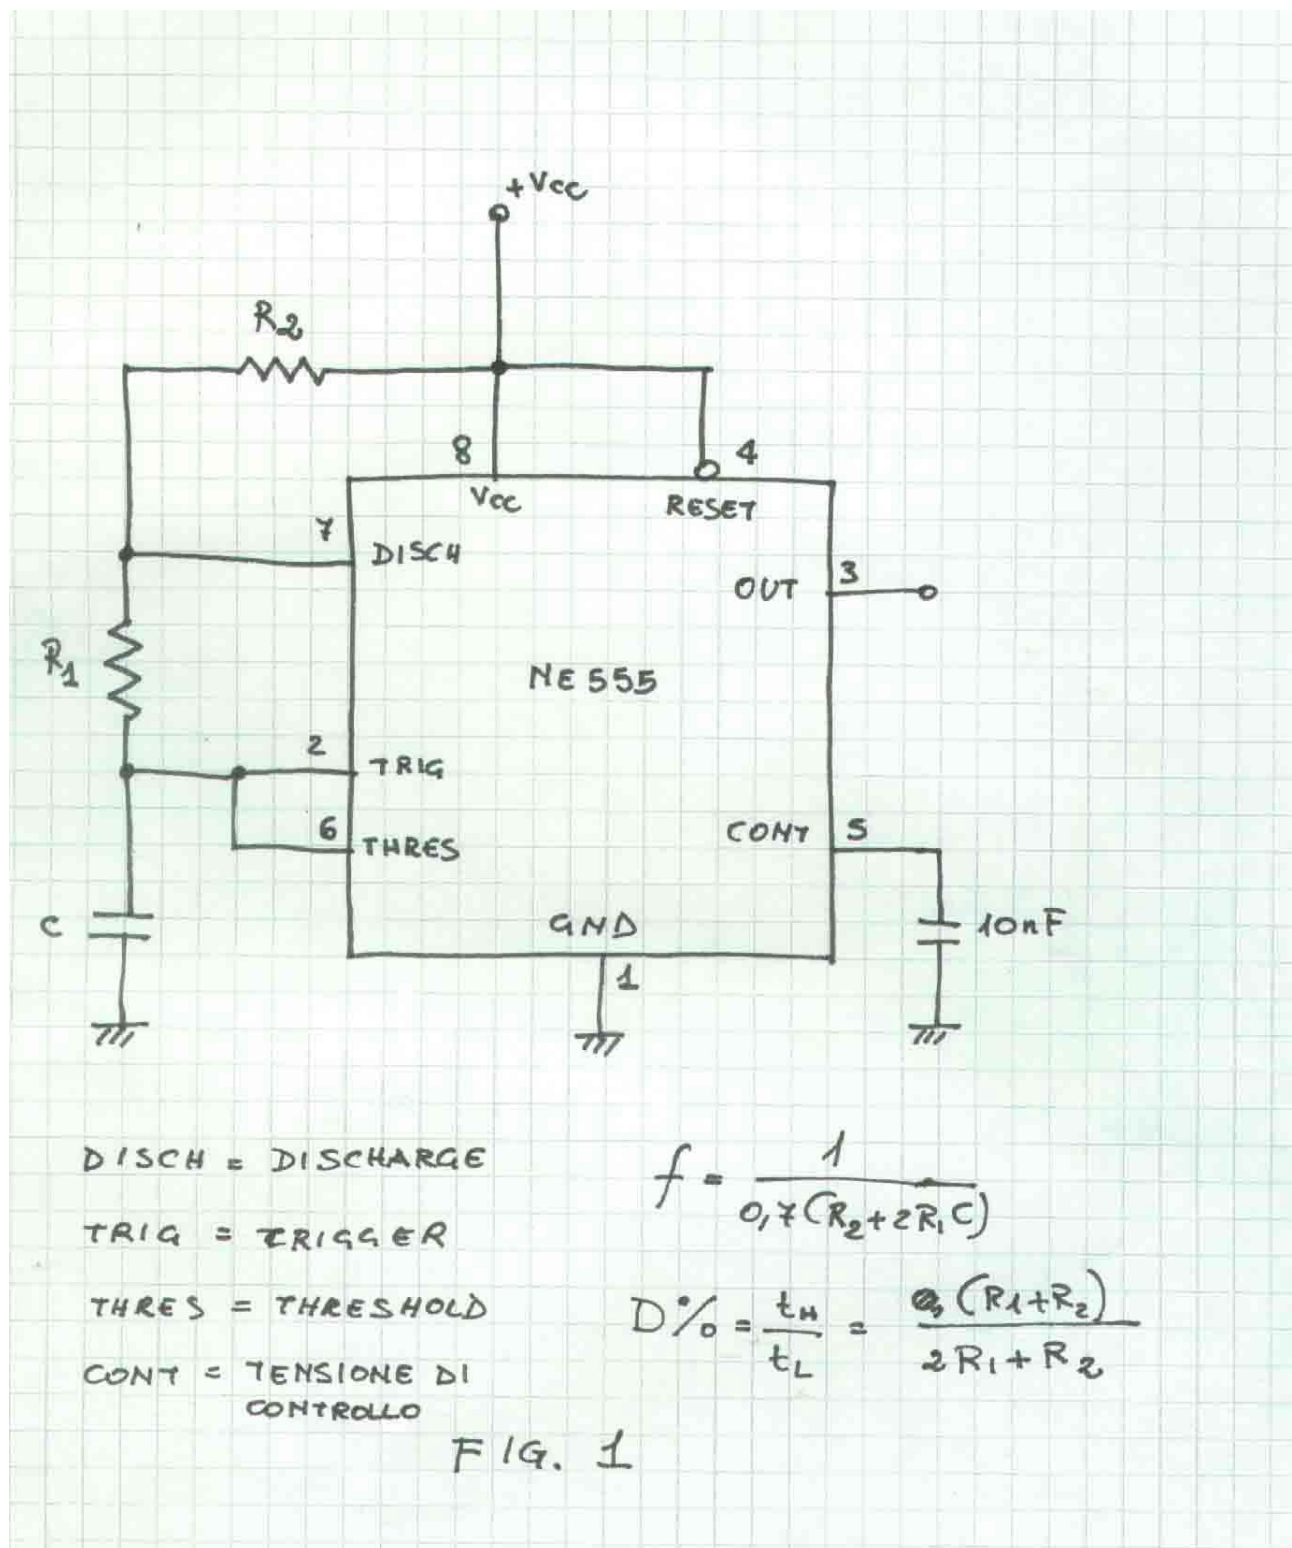 +Vcc
R2
8
4
Vcc
RESET
7
DISCH
OUT
3
R1
NE555
2
TRIG
6
THRES
CONT
5
C
GND
10nF
1
DISCH = DISCHARGE
TRIG = TRIGGER
THRES = THRESHOLD
CONT = TENSIONE DI
CONTROLLO
f = 1 / 0,7(R2+2R1C)
D% = tH / tL = (R1+R2) / 2R1+R2
FIG. 1